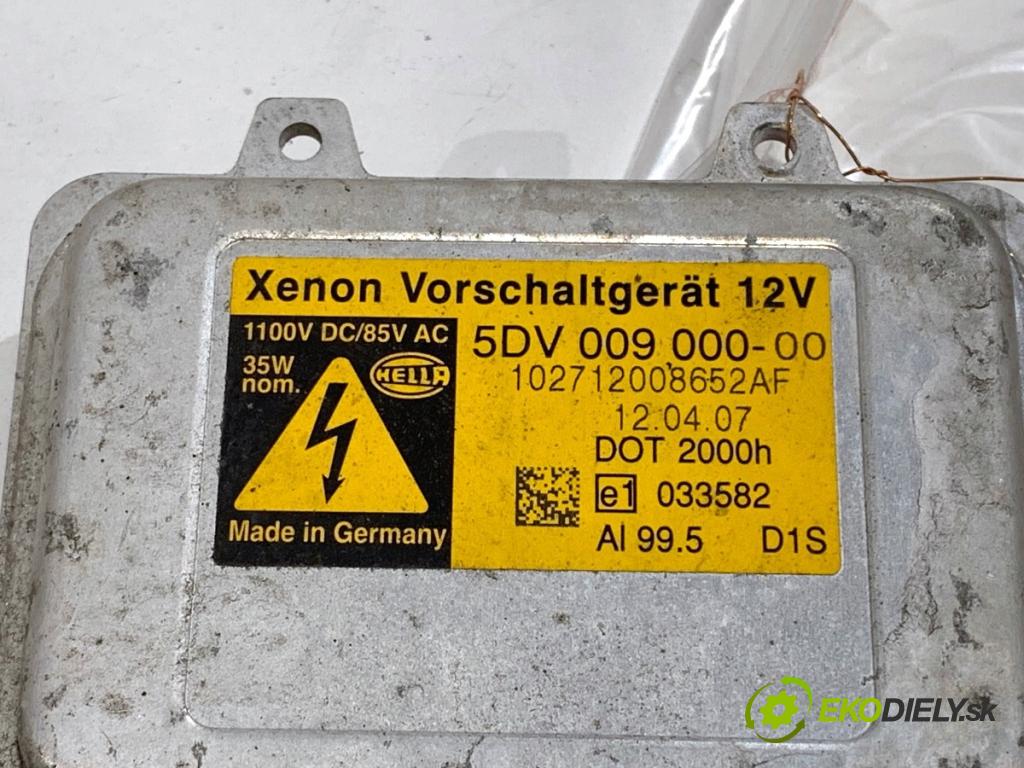 Xenon Vorschaltgerät 12V
1100V DC/85V AC
35W
nom.
HELLA
Made in Germany
5DV 009 000-00
102712008652AF
12.04.07
DOT 2000h
e1 033582
Al 99.5 D1S
EKODIELY.sk